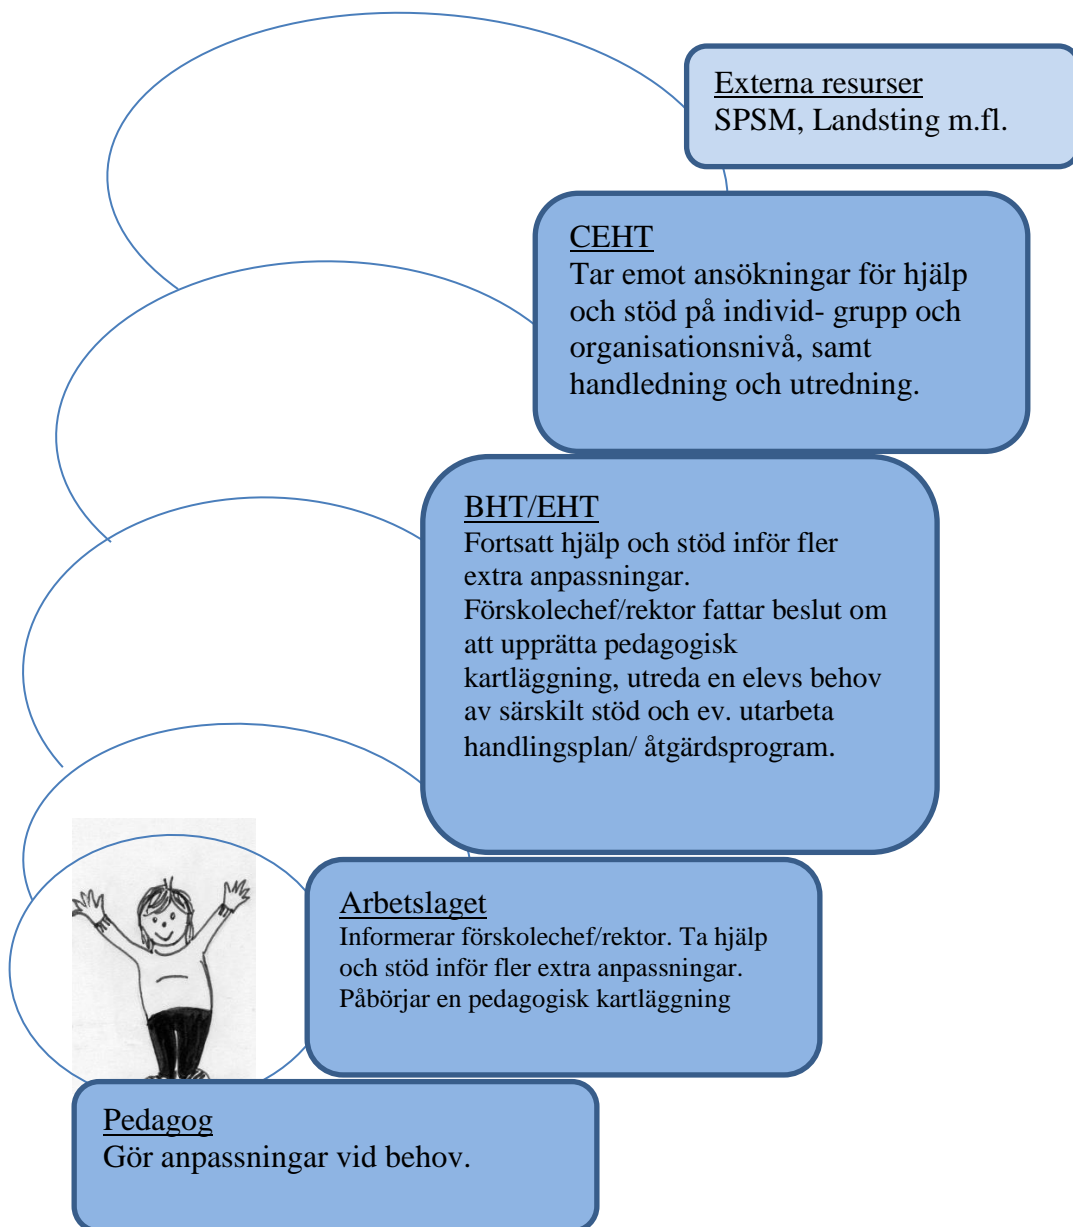 Externa resurser
SPSM, Landsting m.fl.
CEHT
Tar emot ansökningar för hjälp
och stöd på individ- grupp och
organisationsnivå, samt
handledning och utredning.
BHT/EHT
Fortsatt hjälp och stöd inför fler
extra anpassningar.
Förskolechef/rektor fattar beslut om
att upprätta pedagogisk
kartläggning, utreda en elevs behov
av särskilt stöd och ev. utarbeta
handlingsplan/ åtgärdsprogram.
Arbetslaget
Informerar förskolechef/rektor. Ta hjälp
och stöd inför fler extra anpassningar.
Påbörjar en pedagogisk kartläggning
Pedagog
Gör anpassningar vid behov.